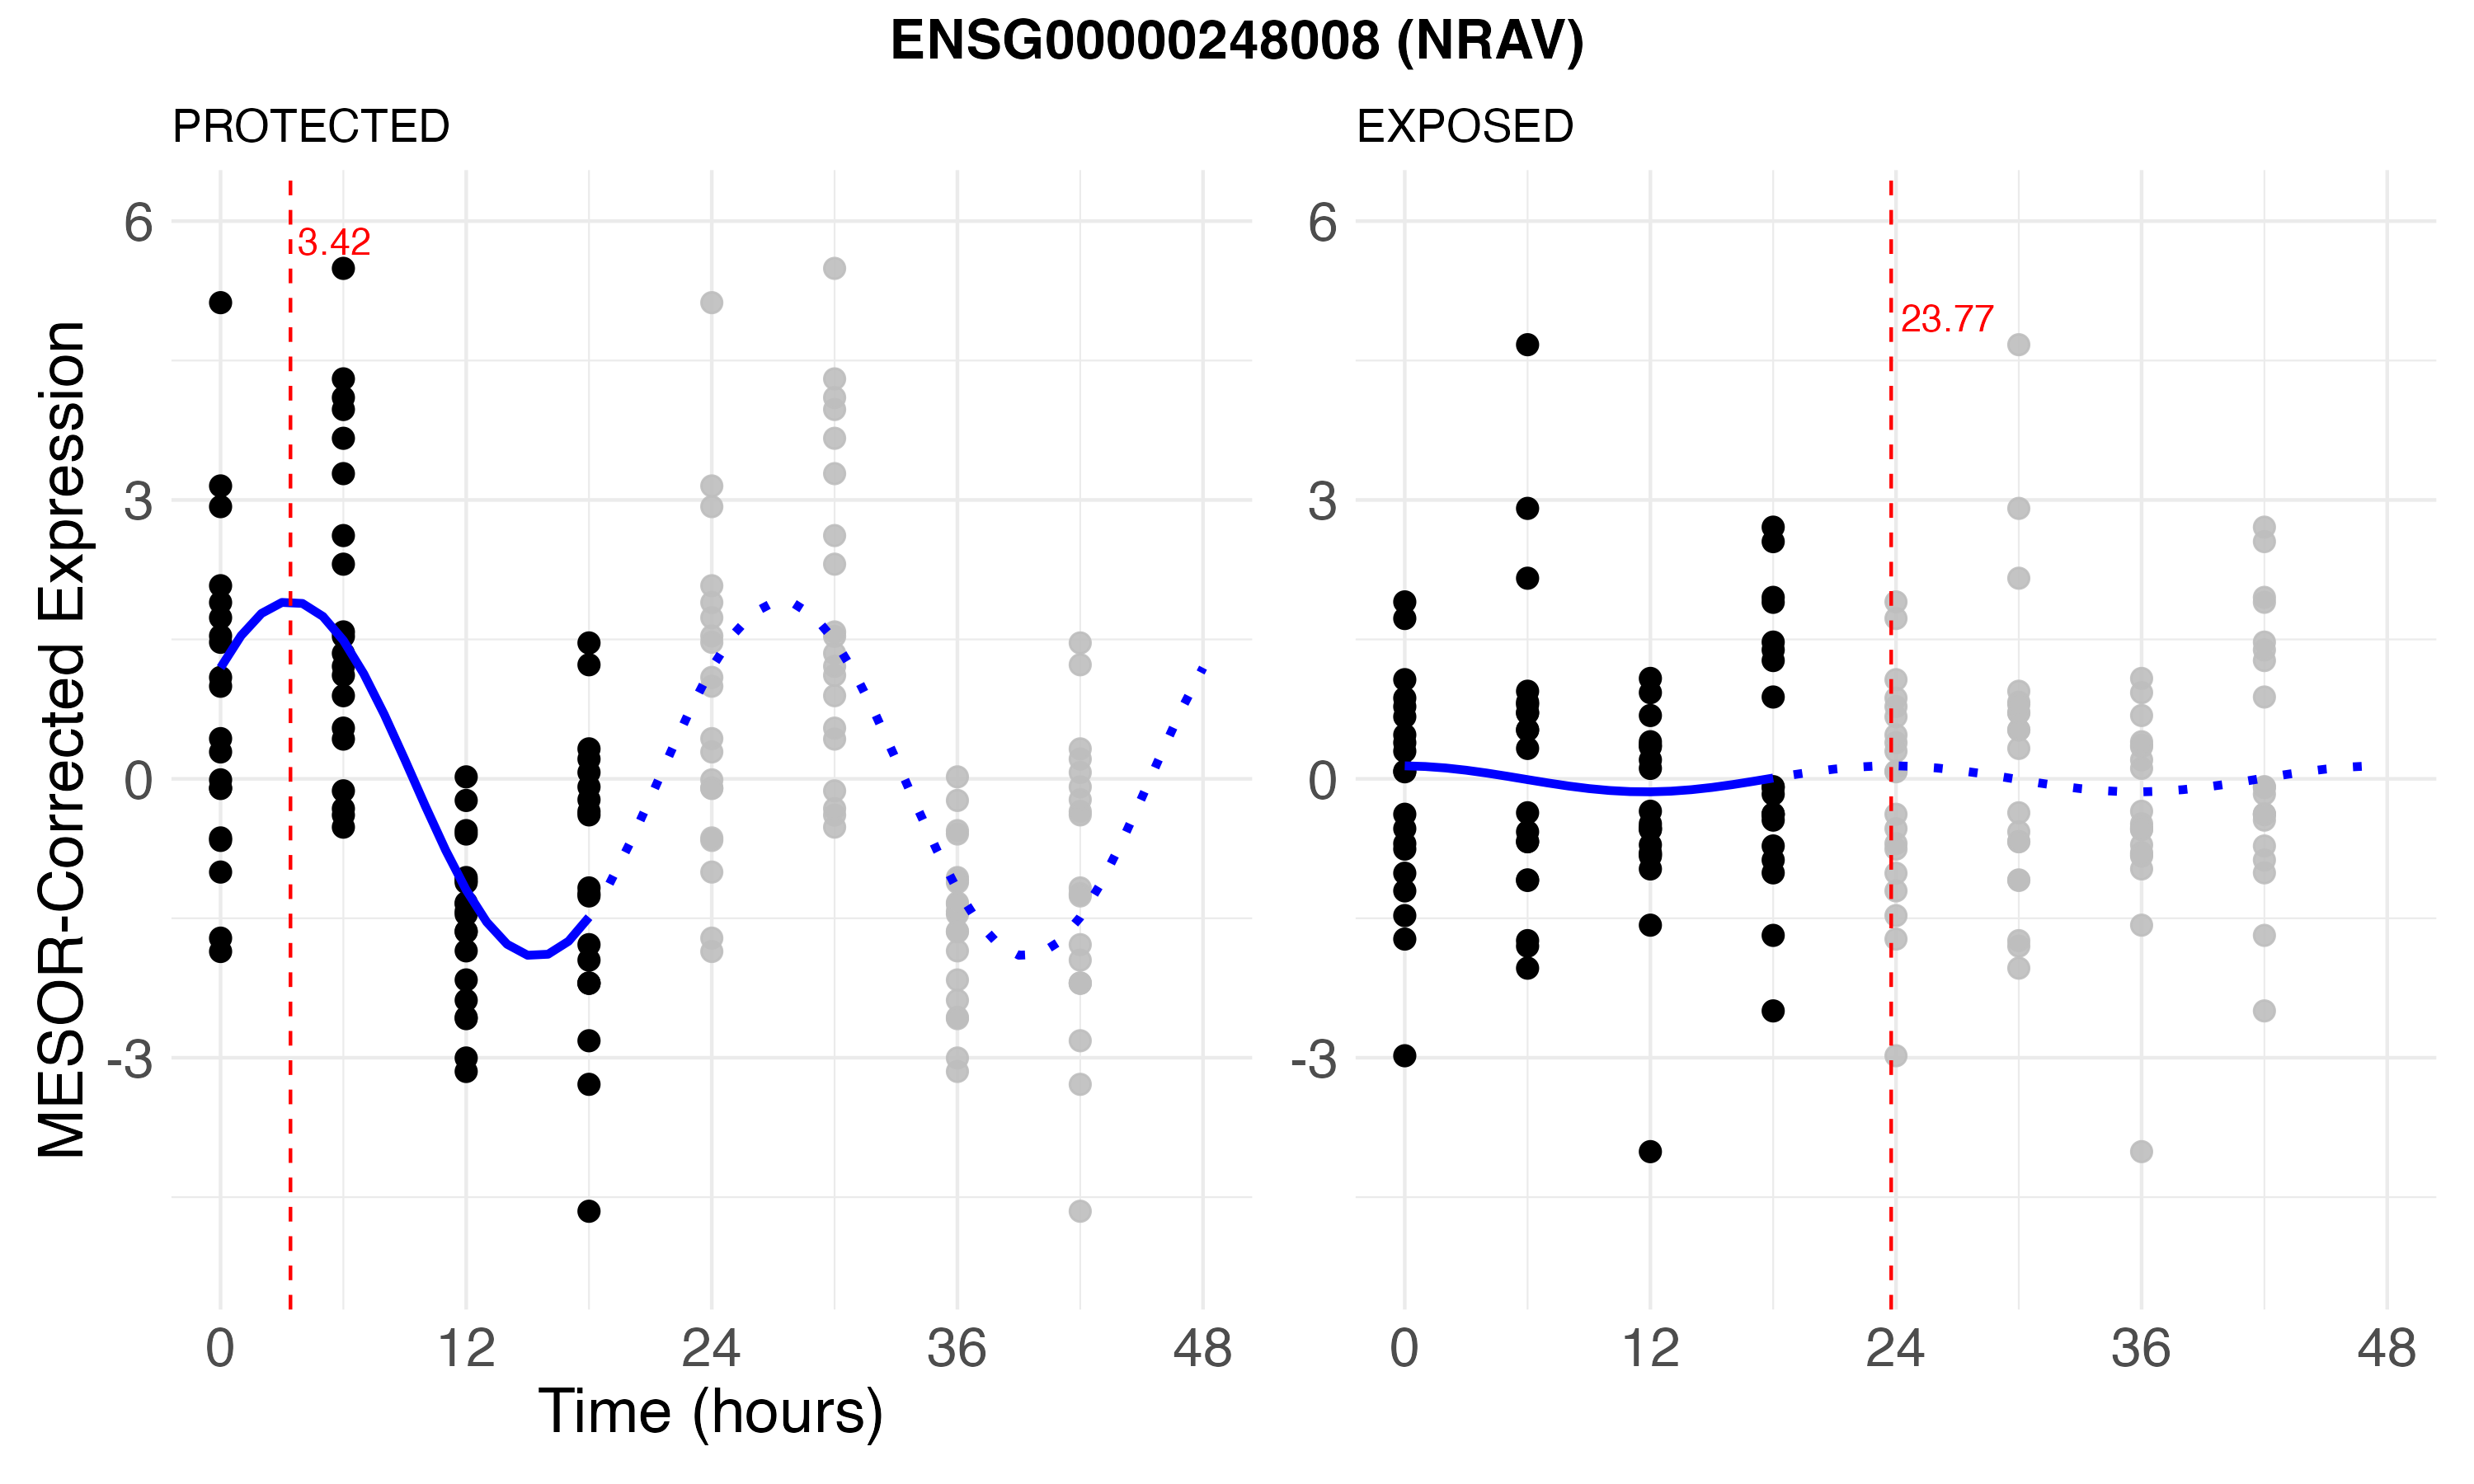 ENSG00000248008 (NRAV)
PROTECTED
EXPOSED
MESOR-Corrected Expression
6
3
0
-3
3.42
0 12 24 36 48
6
3
0
-3
23.77
0 12 24 36 48
Time (hours)